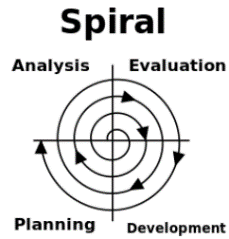 Spiral
Analysis
Evaluation
Planning
Development